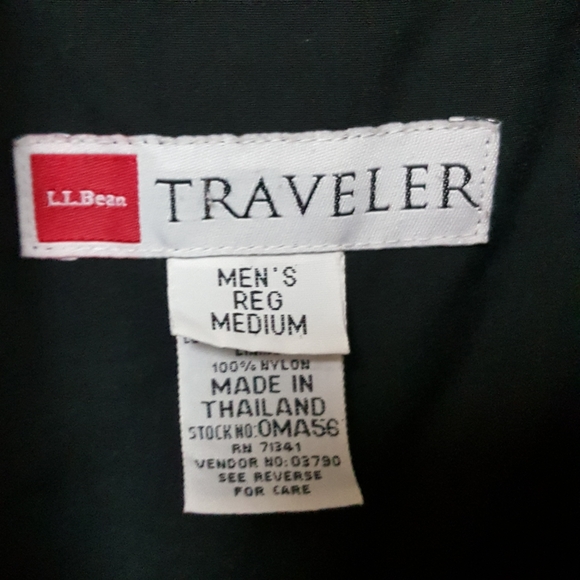 L.L.Bean
TRAVELER
MEN'S
REG
MEDIUM
100% NYLON
MADE IN
THAILAND
STOCK NO: 0MA56
RN 71341
VENDOR NO: 03790
SEE REVERSE
FOR CARE